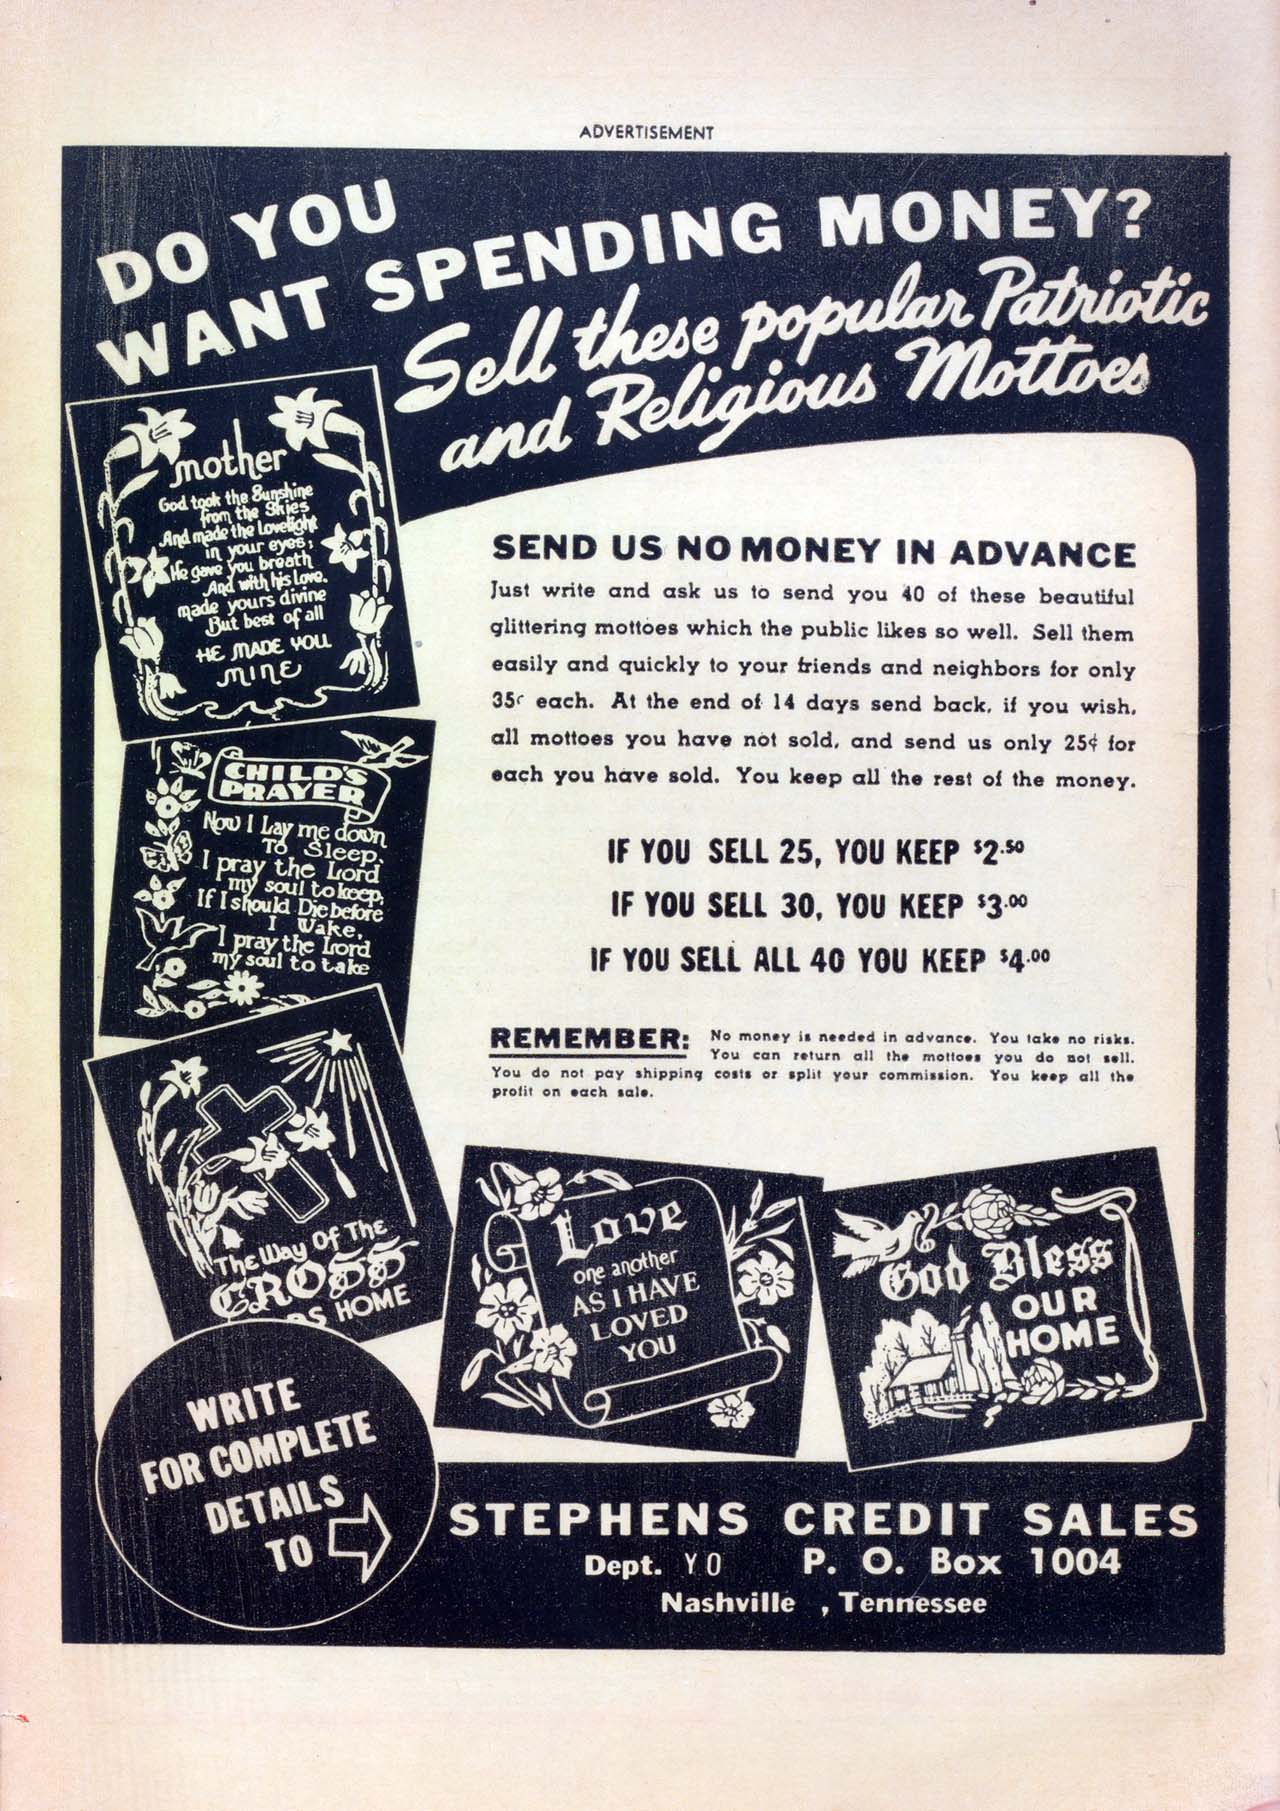 ADVERTISEMENT
DO YOU
WANT SPENDING MONEY?
Sell these popular Patriotic
and Religious Mottoes
mother
God took the Sunshine
from the Skies
And made the Lovelight
in your eyes;
He gave you breath
And with his Love,
made yours divine
But best of all
HE MADE YOU
MINE
CHILD'S
PRAYER
Now I Lay me down
To Sleep,
I pray the Lord
my soul to keep,
If I should Die before
I Wake,
I pray the Lord
my soul to take
The Way Of The
CROSS
DS HOME
SEND US NO MONEY IN ADVANCE
Just write and ask us to send you 40 of these beautiful
glittering mottoes which the public likes so well. Sell them
easily and quickly to your friends and neighbors for only
35¢ each. At the end of 14 days send back, if you wish,
all mottoes you have not sold, and send us only 25¢ for
each you have sold. You keep all the rest of the money.
IF YOU SELL 25, YOU KEEP $2.50
IF YOU SELL 30, YOU KEEP $3.00
IF YOU SELL ALL 40 YOU KEEP $4.00
REMEMBER: No money is needed in advance. You take no risks.
You can return all the mottoes you do not sell.
You do not pay shipping costs or split your commission. You keep all the
profit on each sale.
Love
one another
AS I HAVE
LOVED
YOU
God Bless
OUR
HOME
WRITE
FOR COMPLETE
DETAILS
TO
STEPHENS CREDIT SALES
Dept. YO P. O. Box 1004
Nashville , Tennessee